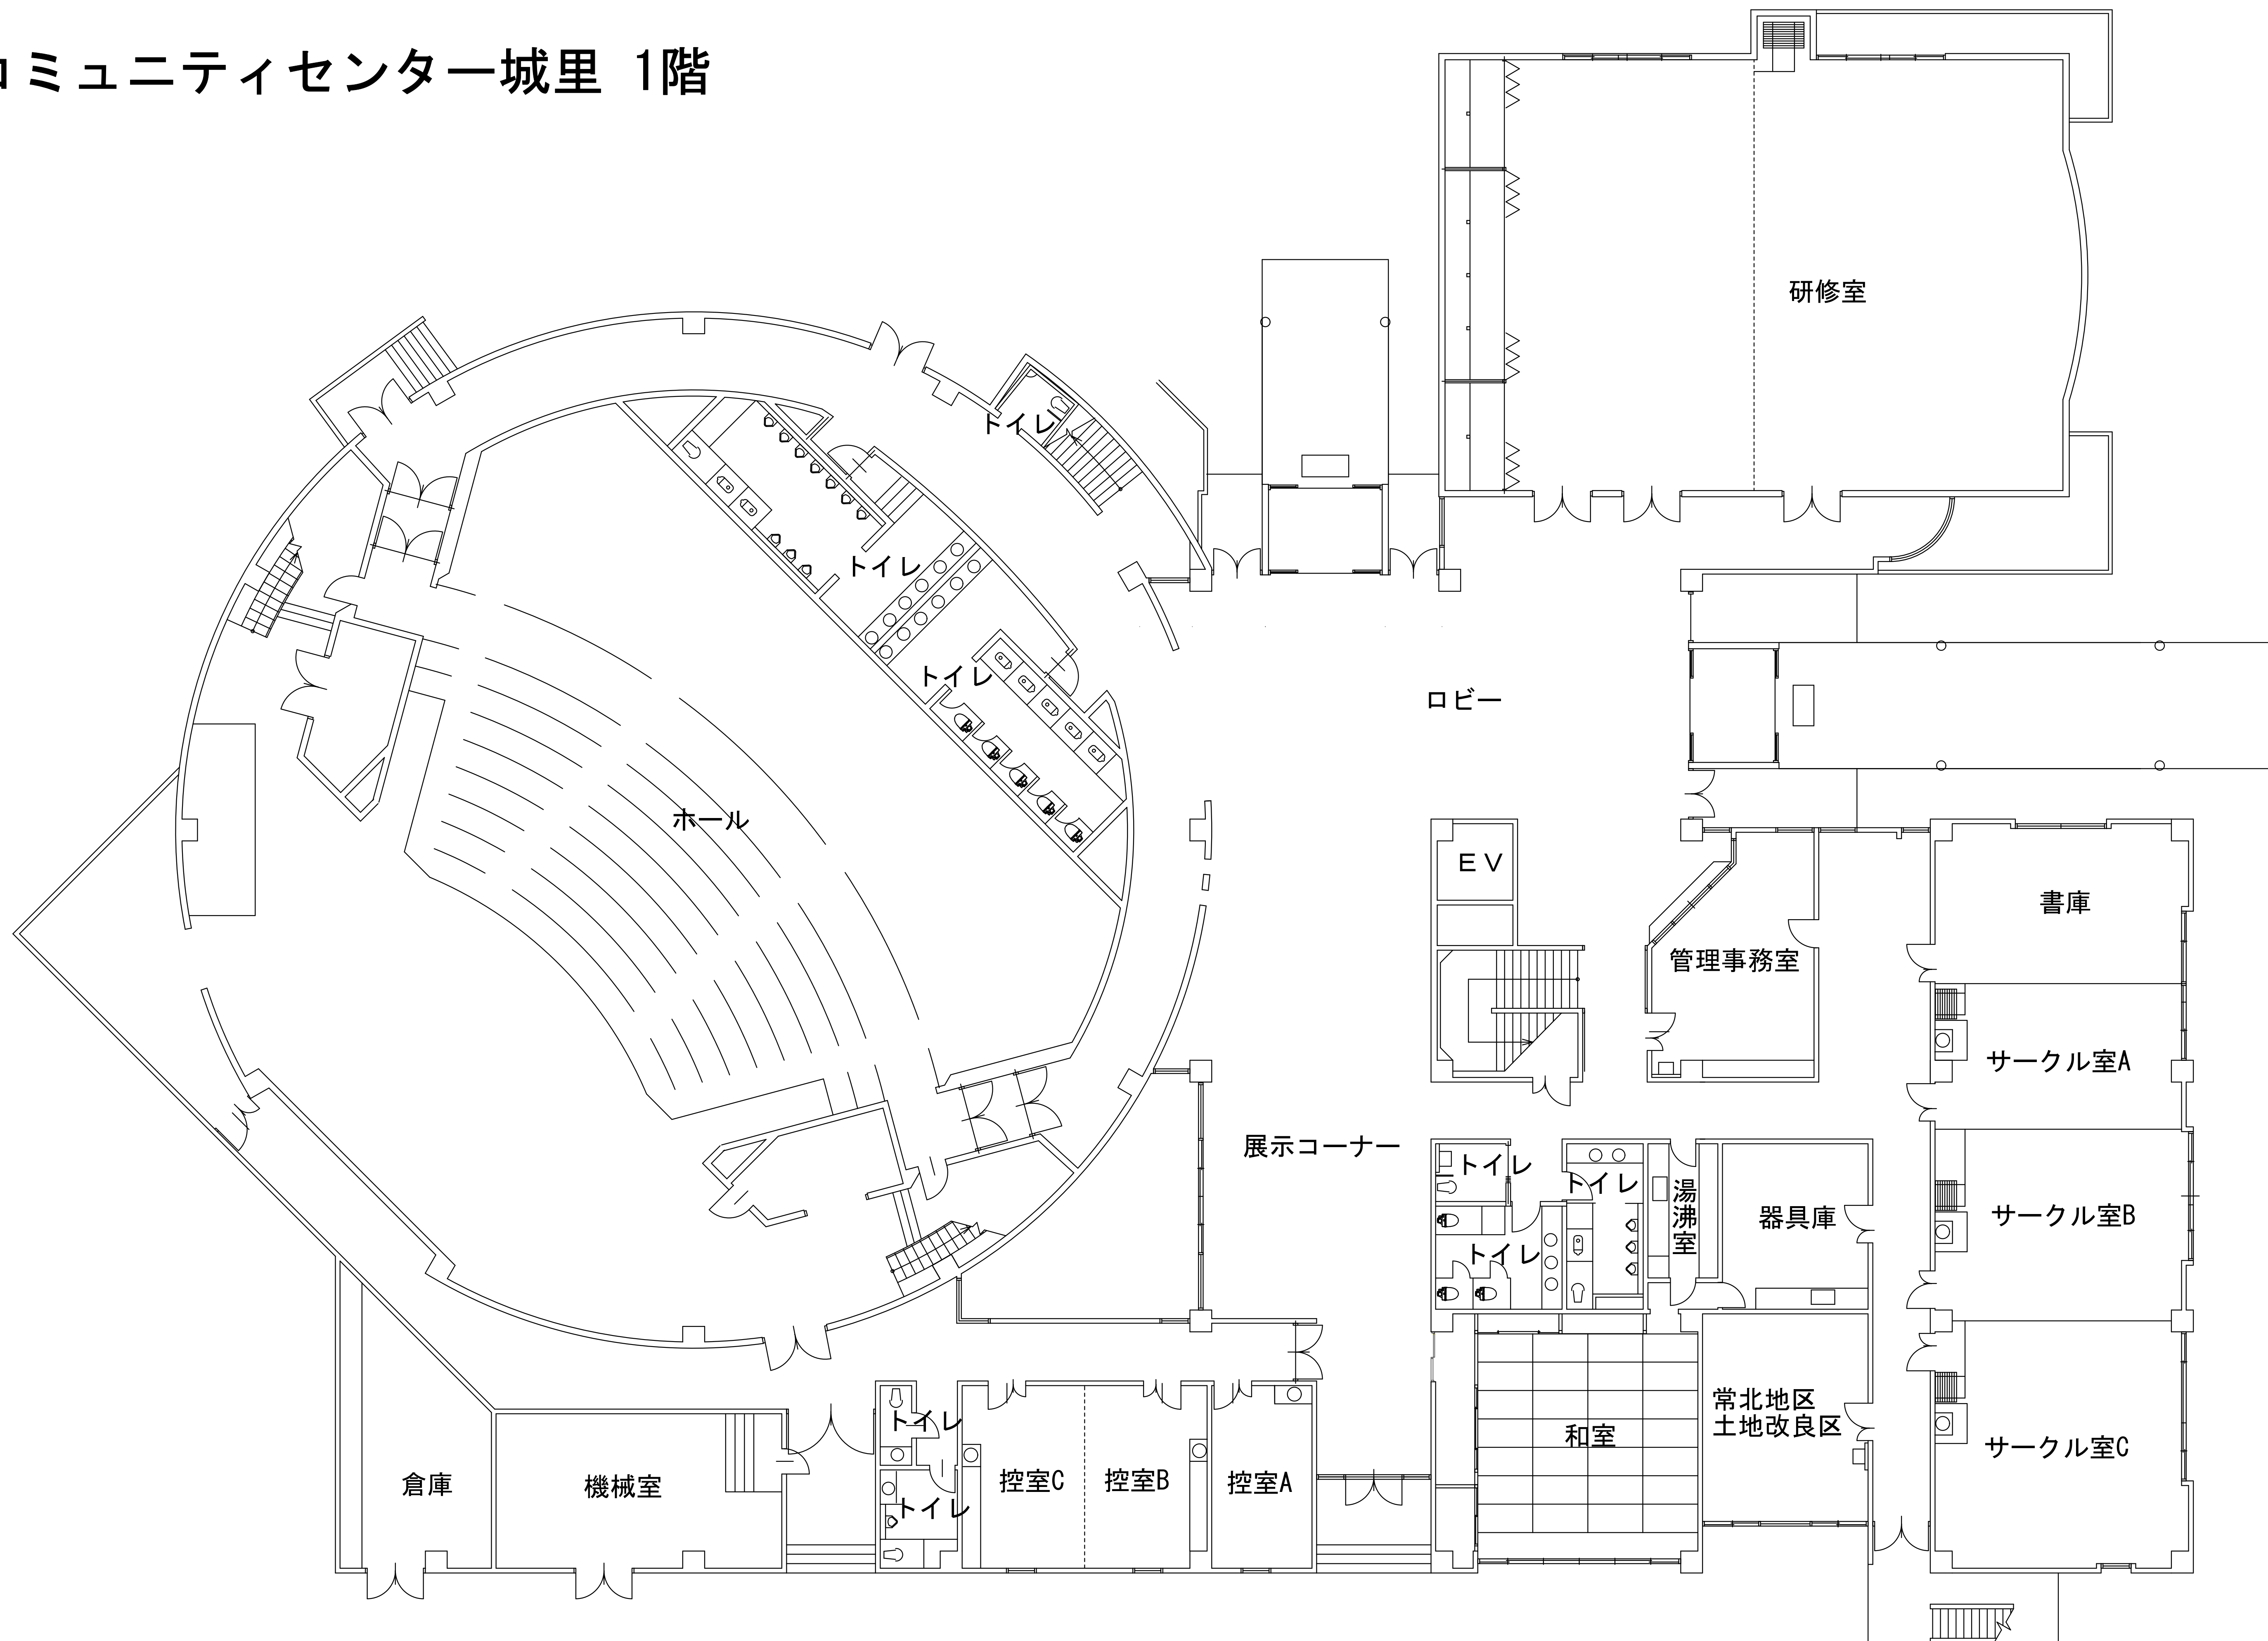 コミュニティセンター城里 1階
研修室
トイレ
トイレ
トイレ
ロビー
ホール
EV
書庫
管理事務室
サークル室A
展示コーナー
トイレ
トイレ
湯沸室
器具庫
サークル室B
トイレ
常北地区
土地改良区
トイレ
和室
サークル室C
倉庫
機械室
控室C
控室B
控室A
トイレ